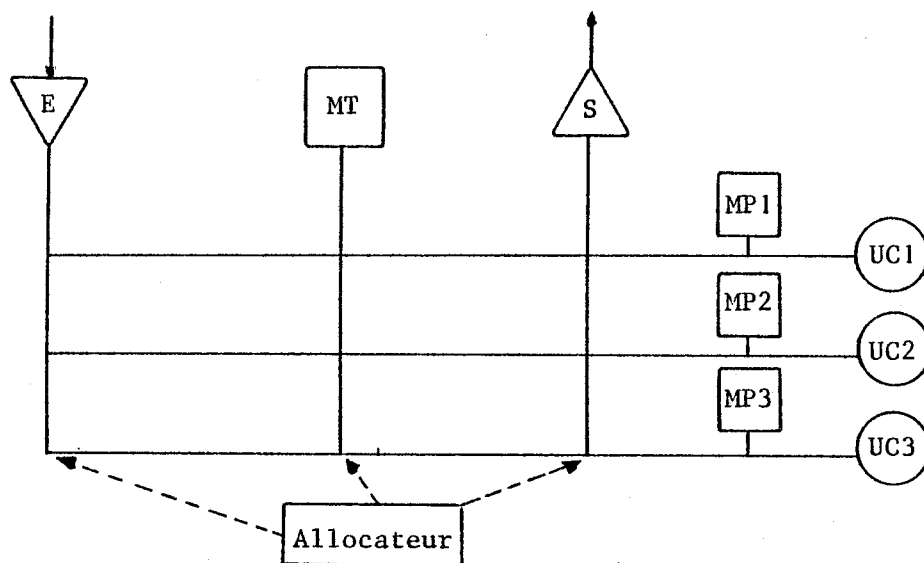 E
MT
S
MP1
UC1
MP2
UC2
MP3
UC3
Allocateur